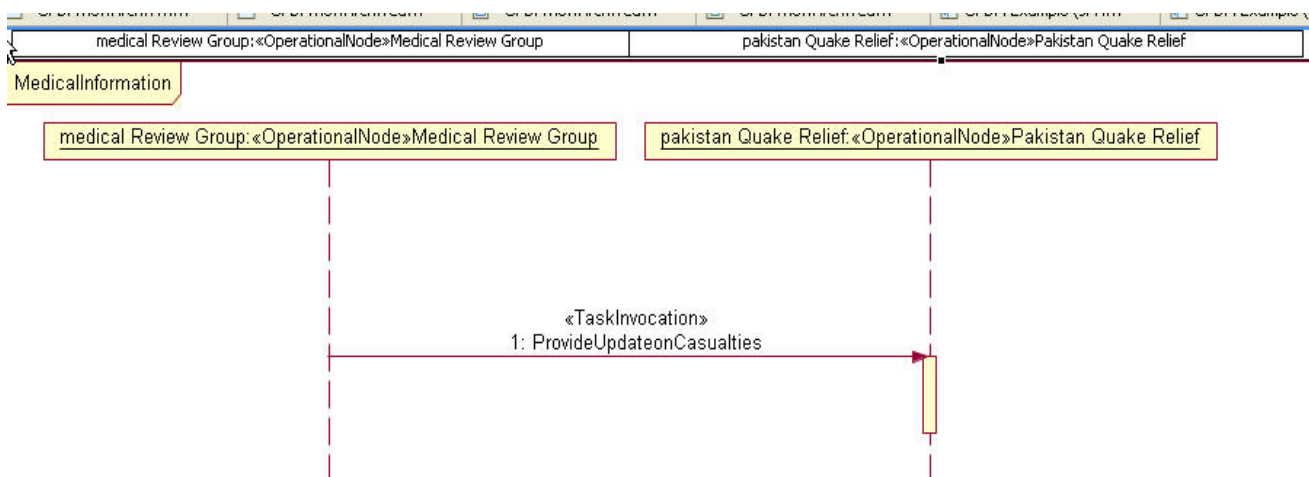 medical Review Group:«OperationalNode»Medical Review Group
pakistan Quake Relief:«OperationalNode»Pakistan Quake Relief
MedicalInformation
medical Review Group:«OperationalNode»Medical Review Group
pakistan Quake Relief:«OperationalNode»Pakistan Quake Relief
«TaskInvocation»
1: ProvideUpdateonCasualties